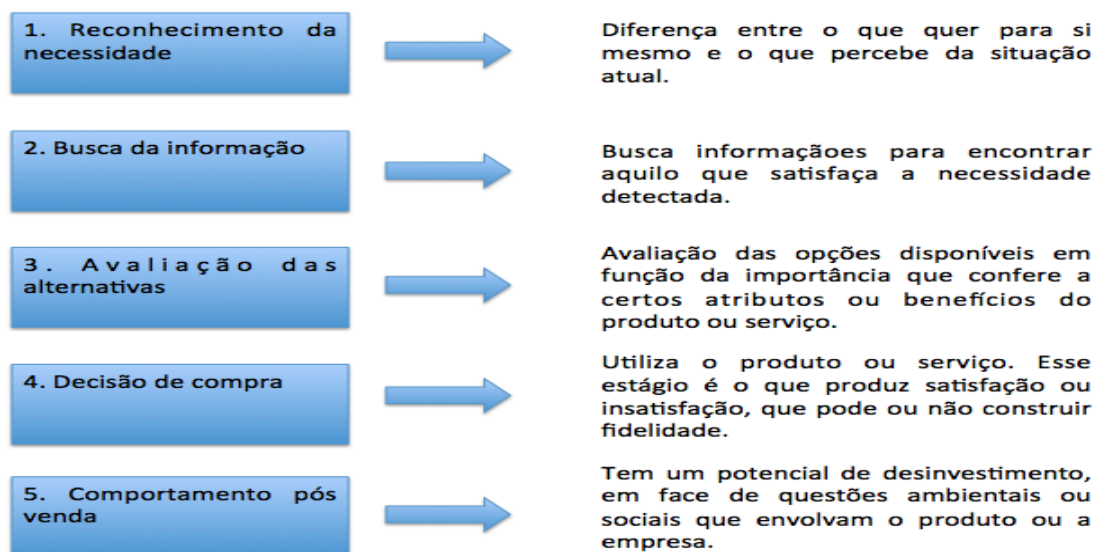 1. Reconhecimento da
necessidade
Diferença entre o que quer para si
mesmo e o que percebe da situação
atual.
2. Busca da informação
Busca informaçãoes para encontrar
aquilo que satisfaça a necessidade
detectada.
3. Avaliação das
alternativas
Avaliação das opções disponíveis em
função da importância que confere a
certos atributos ou benefícios do
produto ou serviço.
4. Decisão de compra
Utiliza o produto ou serviço. Esse
estágio é o que produz satisfação ou
insatisfação, que pode ou não construir
fidelidade.
5. Comportamento pós
venda
Tem um potencial de desinvestimento,
em face de questões ambientais ou
sociais que envolvam o produto ou a
empresa.